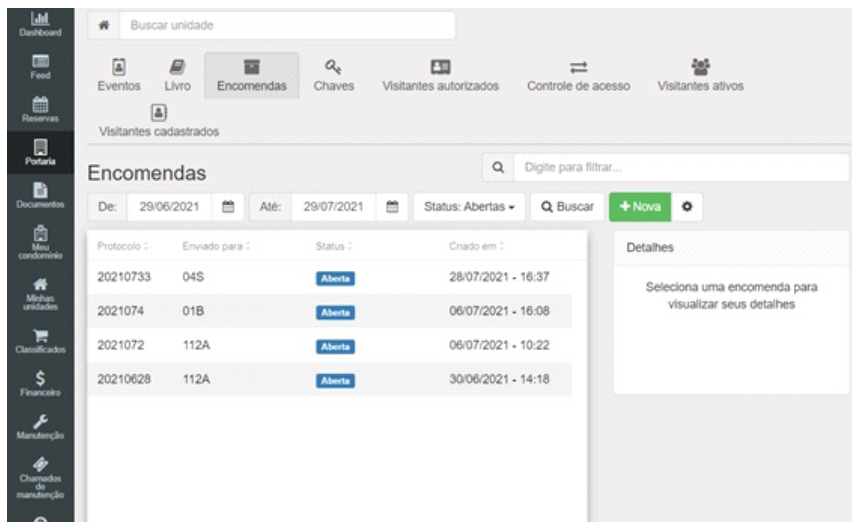 Dashboard
Feed
Reservas
Portaria
Documentos
Meu
condomínio
Minhas
unidades
Classificados
Financeiro
Manutenção
Chamados
de
manutenção
Buscar unidade
Eventos Livro Encomendas Chaves Visitantes autorizados Controle de acesso Visitantes ativos
Visitantes cadastrados
Encomendas
Digite para filtrar...
De: 29/06/2021 Até: 29/07/2021 Status: Abertas Buscar + Nova
Protocolo Enviado para Status Criado em
20210733 04S Aberta 28/07/2021 - 16:37
2021074 01B Aberta 06/07/2021 - 16:08
2021072 112A Aberta 06/07/2021 - 10:22
20210628 112A Aberta 30/06/2021 - 14:18
Detalhes
Seleciona uma encomenda para
visualizar seus detalhes